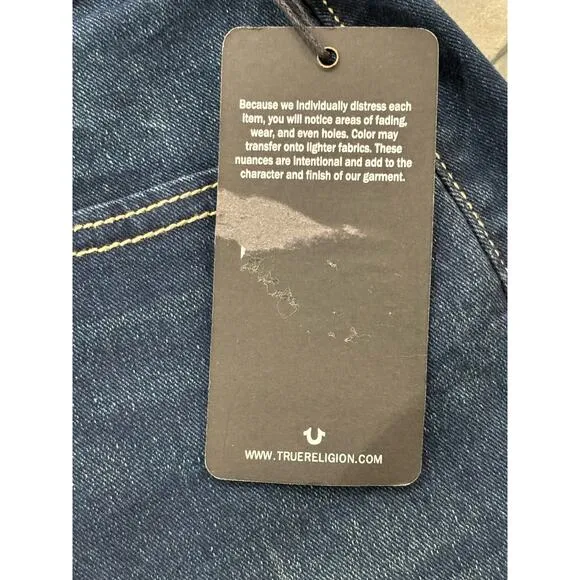 Because we individually distress each
item, you will notice areas of fading,
wear, and even holes. Color may
transfer onto lighter fabrics. These
nuances are intentional and add to the
character and finish of our garment.
WWW.TRUERELIGION.COM